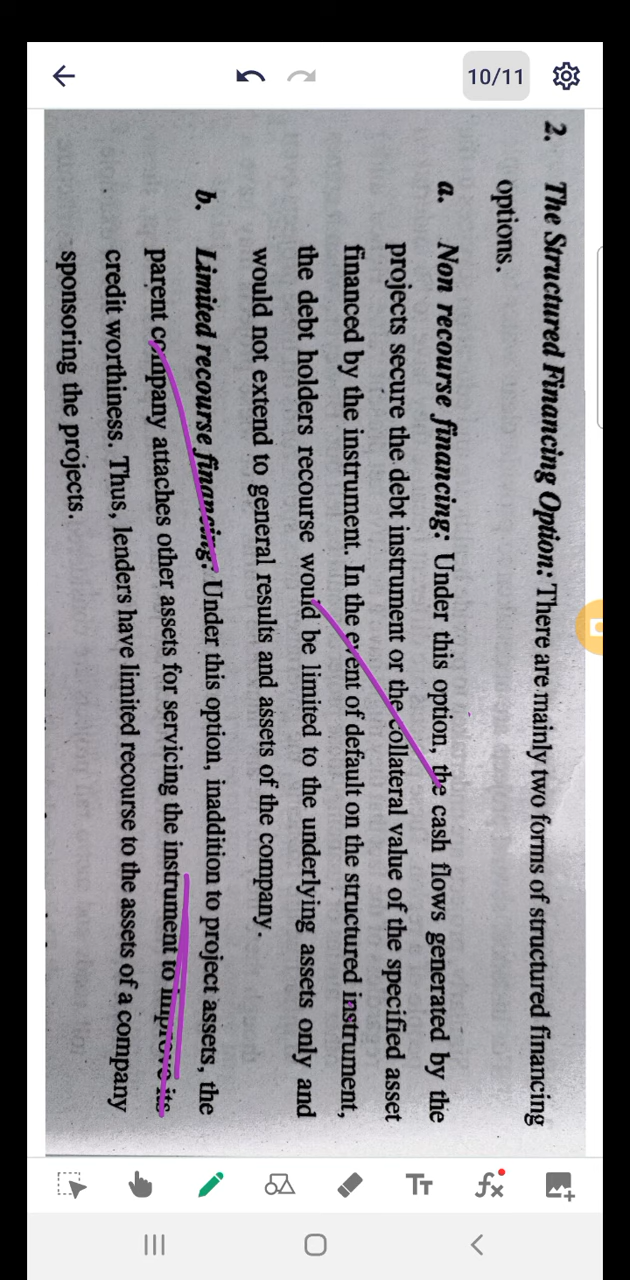 10/11
2. The Structured Financing Option: There are mainly two forms of structured financing
options.
a. Non recourse financing: Under this option, the cash flows generated by the
projects secure the debt instrument or the collateral value of the specified asset
financed by the instrument. In the event of default on the structured instrument,
the debt holders recourse would be limited to the underlying assets only and
would not extend to general results and assets of the company.
b. Limited recourse financing: Under this option, inaddition to project assets, the
parent company attaches other assets for servicing the instrument to improve its
credit worthiness. Thus, lenders have limited recourse to the assets of a company
sponsoring the projects.
TT
fx